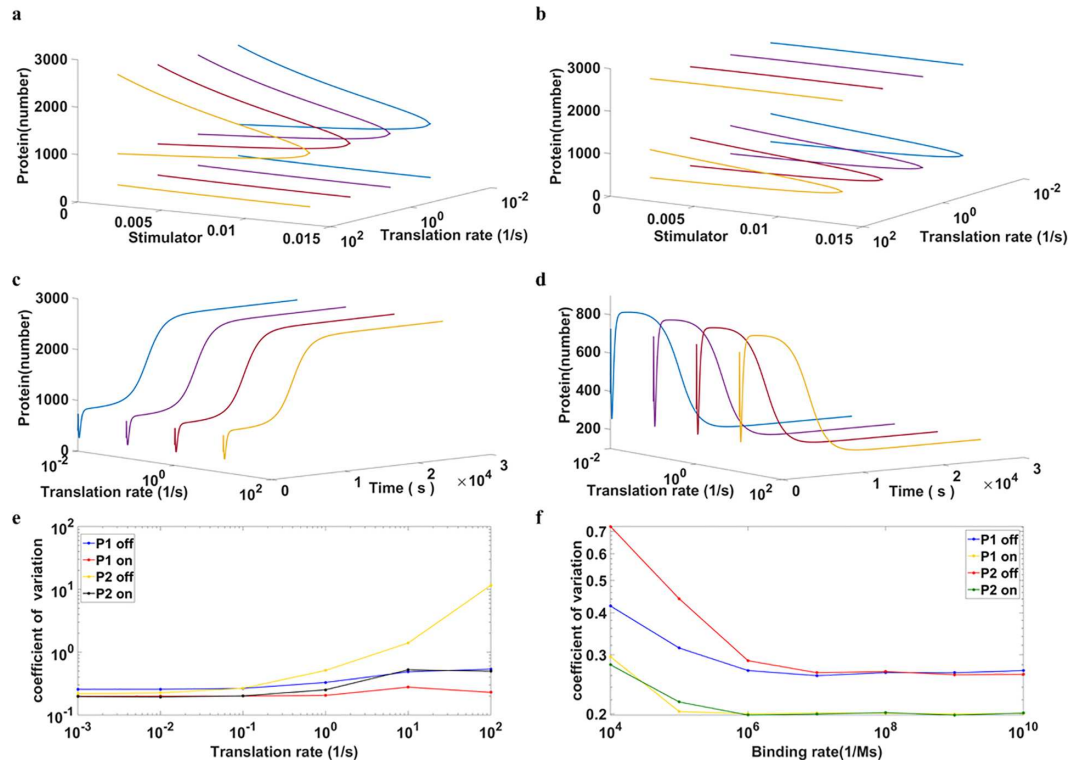 a
3000
2000
1000
0
Protein(number)
0
0.005
0.01
0.015
Stimulator
10^2
10^0
10^-2
Translation rate (1/s)
b
3000
2000
1000
0
Protein(number)
0
0.005
0.01
0.015
Stimulator
10^2
10^0
10^-2
Translation rate (1/s)
c
3000
2000
1000
0
Protein(number)
10^-2
10^0
10^2
Translation rate (1/s)
0
1
2
3
×10^4
Time ( s )
d
800
600
400
200
Protein(number)
10^-2
10^0
10^2
Translation rate (1/s)
0
1
2
3
×10^4
Time ( s )
e
10^2
10^1
10^0
10^-1
coefficient of variation
P1 off
P1 on
P2 off
P2 on
10^-3
10^-2
10^-1
10^0
10^1
10^2
Translation rate (1/s)
f
0.7
0.6
0.5
0.4
0.3
0.2
coefficient of variation
P1 off
P1 on
P2 off
P2 on
10^4
10^6
10^8
10^10
Binding rate(1/Ms)